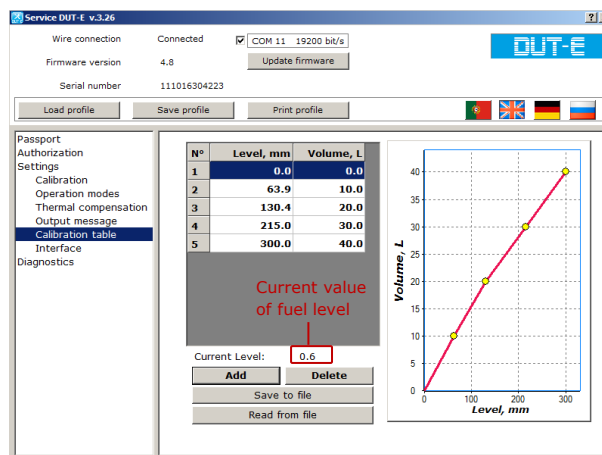 Service DUT-E v.3.26
?
Wire connection Connected COM 11 19200 bit/s
DUT-E
Firmware version 4.8 Update firmware
Serial number 111016304223
Load profile Save profile Print profile
Passport
Authorization
Settings
Calibration
Operation modes
Thermal compensation
Output message
Calibration table
Interface
Diagnostics
Nº Level, mm Volume, L
1 0.0 0.0
2 63.9 10.0
3 130.4 20.0
4 215.0 30.0
5 300.0 40.0
Current value
of fuel level
Current Level: 0.6
Add Delete
Save to file
Read from file
Volume, L
40
35
30
25
20
15
10
5
0
0 100 200 300
Level, mm